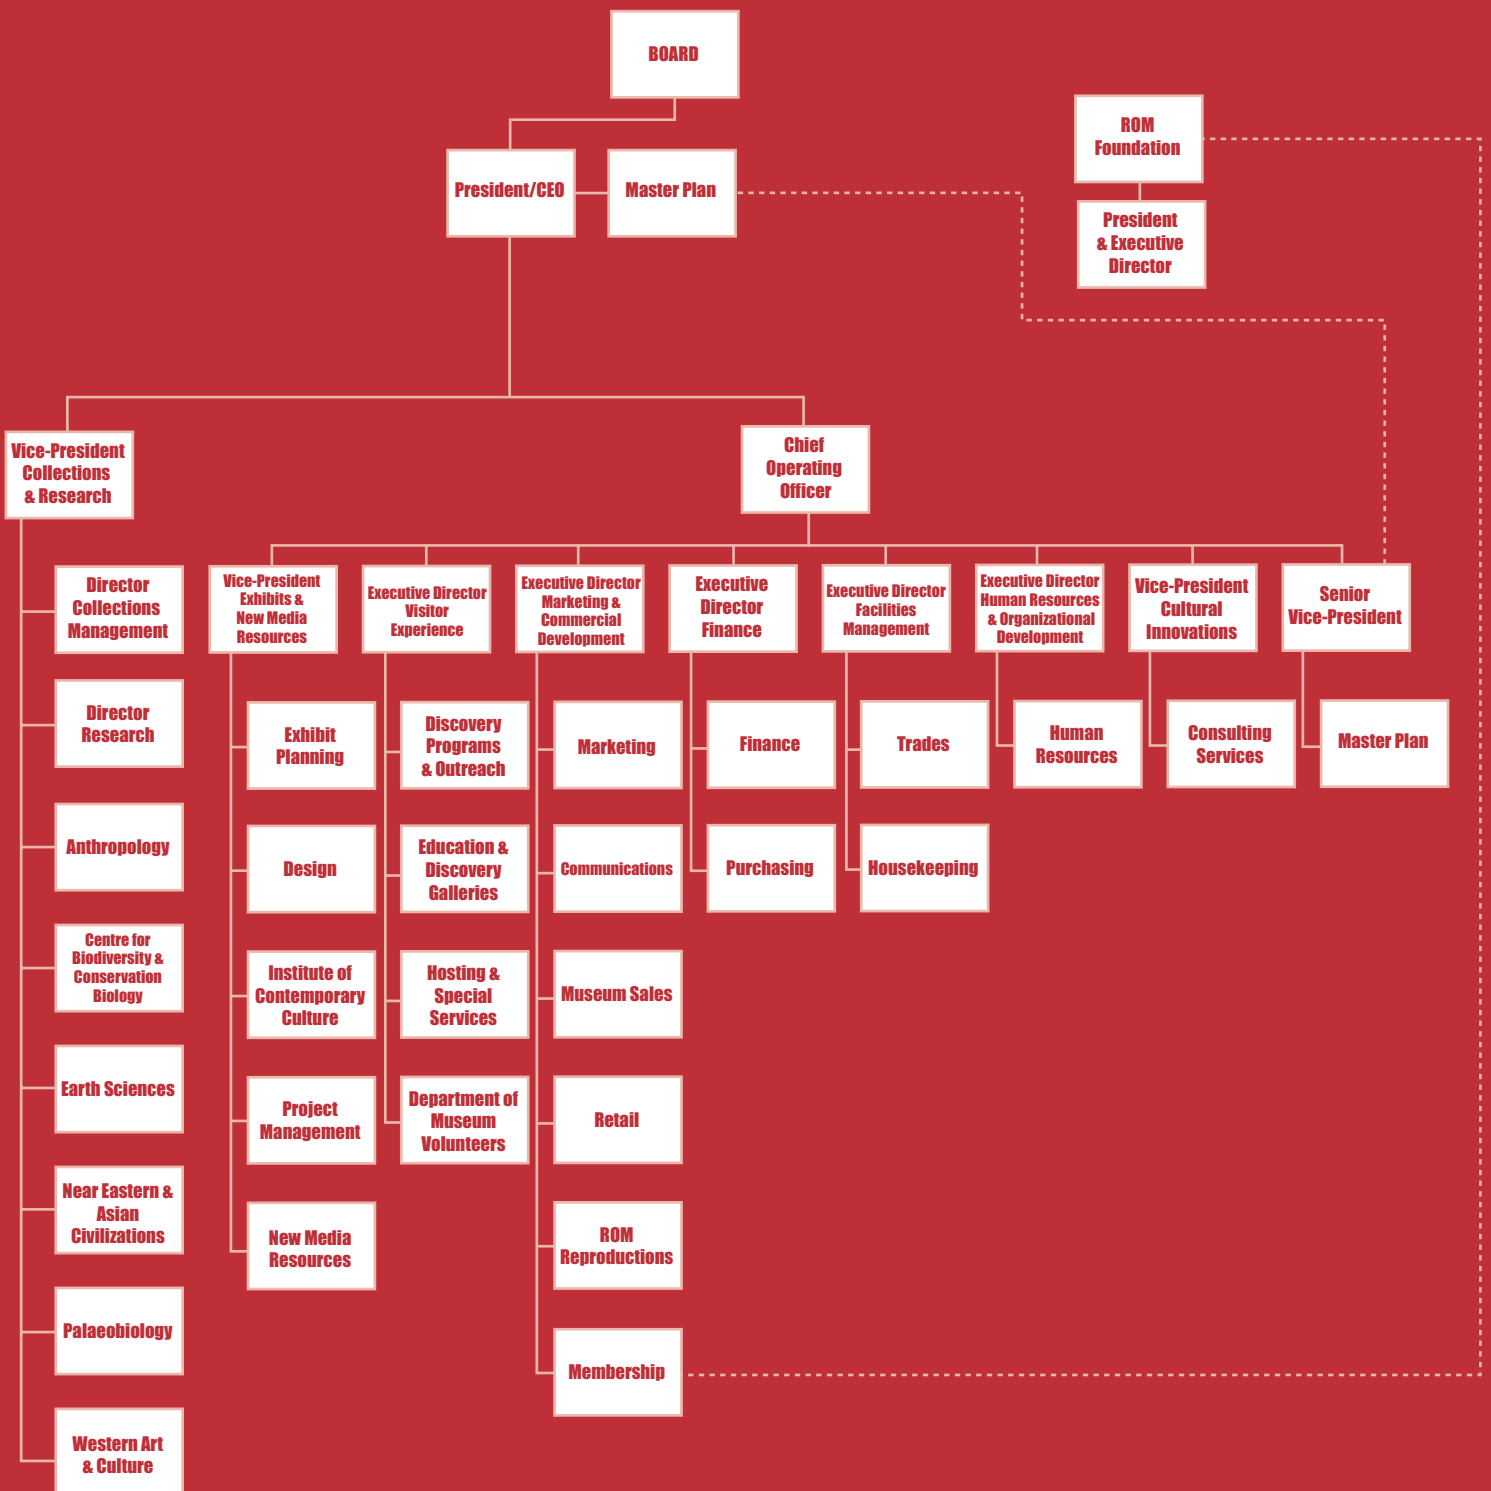 BOARD
ROM
Foundation
President/CEO
Master Plan
President
& Executive
Director
Vice-President
Collections
& Research
Chief
Operating
Officer
Director
Collections
Management
Director
Research
Anthropology
Centre for
Biodiversity &
Conservation
Biology
Earth Sciences
Near Eastern &
Asian
Civilizations
Palaeobiology
Western Art
& Culture
Vice-President
Exhibits &
New Media
Resources
Exhibit
Planning
Design
Institute of
Contemporary
Culture
Project
Management
New Media
Resources
Executive Director
Visitor
Experience
Discovery
Programs
& Outreach
Education &
Discovery
Galleries
Hosting &
Special
Services
Department of
Museum
Volunteers
Executive Director
Marketing &
Commercial
Development
Marketing
Communications
Museum Sales
Retail
ROM
Reproductions
Membership
Executive
Director
Finance
Finance
Purchasing
Executive Director
Facilities
Management
Trades
Housekeeping
Executive Director
Human Resources
& Organizational
Development
Human
Resources
Vice-President
Cultural
Innovations
Consulting
Services
Senior
Vice-President
Master Plan